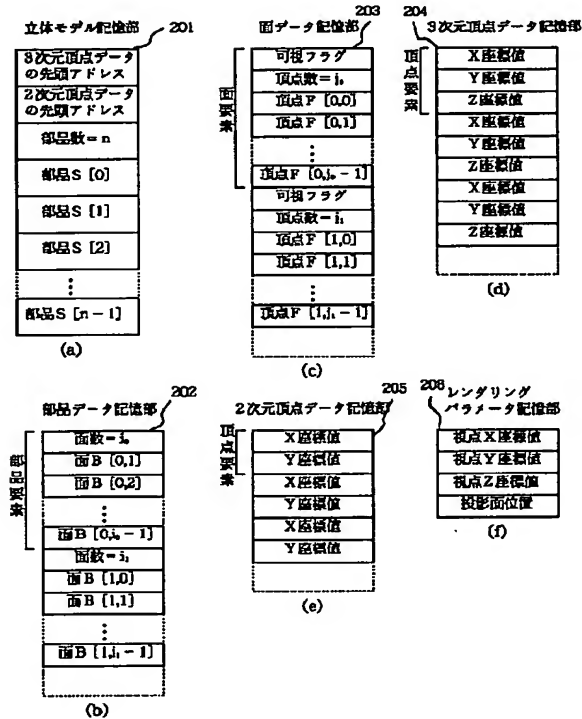 立体モデル記憶部
201
3次元頂点データ
の先頭アドレス
2次元頂点データ
の先頭アドレス
部品数=n
部品S [0]
部品S [1]
部品S [2]
部品S [n-1]
(a)
部品データ記憶部
202
部品要素
面数=i₀
面B [0,1]
面B [0,2]
面B [0,i₀-1]
面数=i₁
面B [1,0]
面B [1,1]
面B [1,i₁-1]
(b)
面データ記憶部
203
面要素
可視フラグ
頂点数=j₀
頂点F [0,0]
頂点F [0,1]
頂点F [0,j₀-1]
可視フラグ
頂点数=j₁
頂点F [1,0]
頂点F [1,1]
頂点F [1,j₁-1]
(c)
204
3次元頂点データ記憶部
頂点要素
X座標値
Y座標値
Z座標値
X座標値
Y座標値
Z座標値
X座標値
Y座標値
Z座標値
(d)
2次元頂点データ記憶部
205
頂点要素
X座標値
Y座標値
X座標値
Y座標値
X座標値
Y座標値
(e)
208
レンダリング
パラメータ記憶部
視点X座標値
視点Y座標値
視点Z座標値
投影面位置
(f)